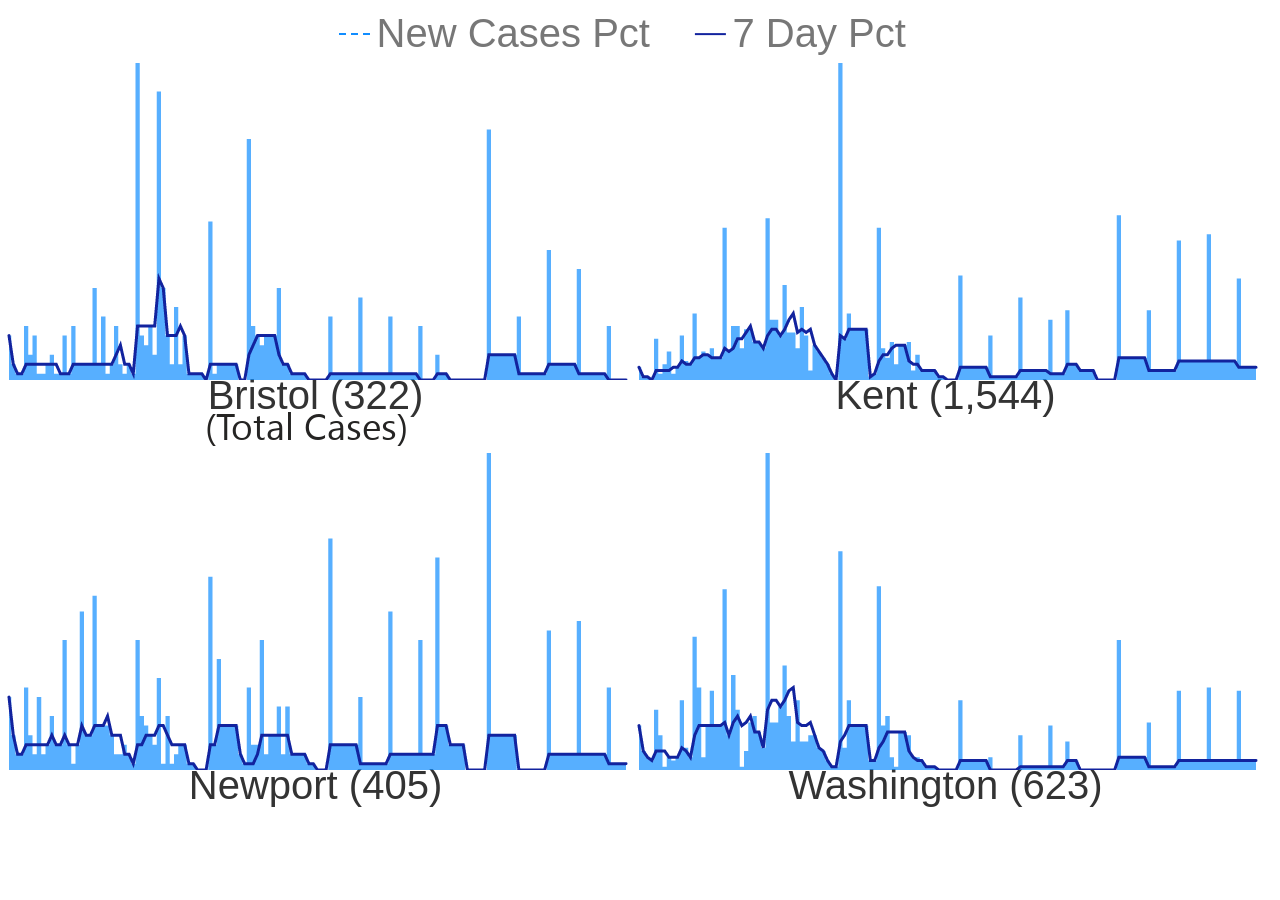 New Cases Pct 7 Day Pct
Bristol (322) Kent (1,544)
(Total Cases)
Newport (405) Washington (623)